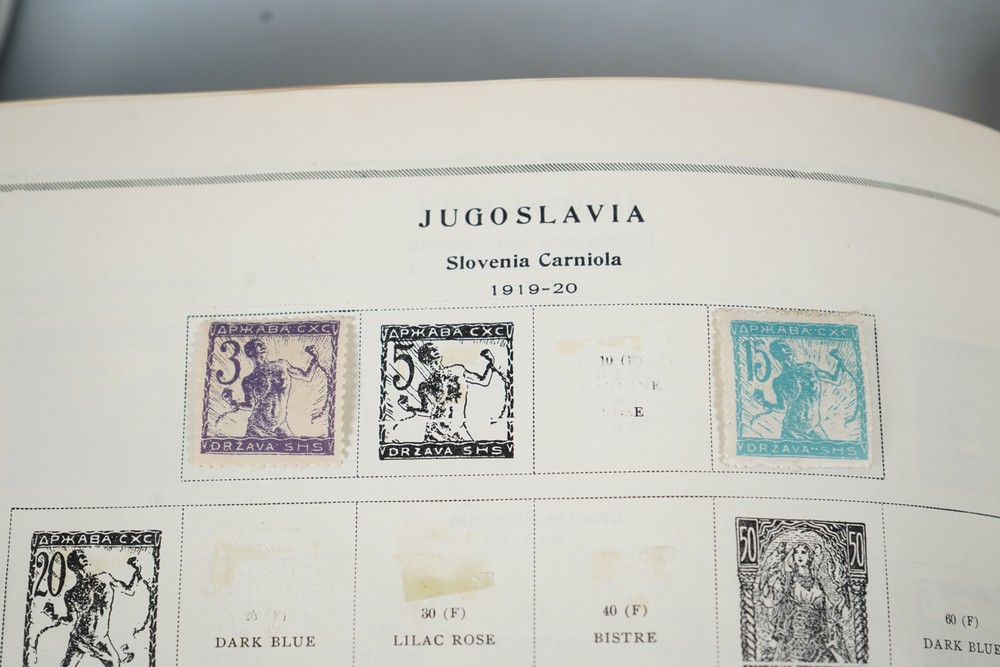 JUGOSLAVIA
Slovenia Carniola
1919-20
ДРЖАВА СХС
3
DRŽAVA SHS
ДРЖАВА СХС
5
DRŽAVA SHS
10 (F)
ДРЖАВА СХС
15
DRŽAVA SHS
ДРЖАВА СХС
20
DARK BLUE
30 (F)
LILAC ROSE
40 (F)
BISTRE
50 50
60 (F)
DARK BLUE